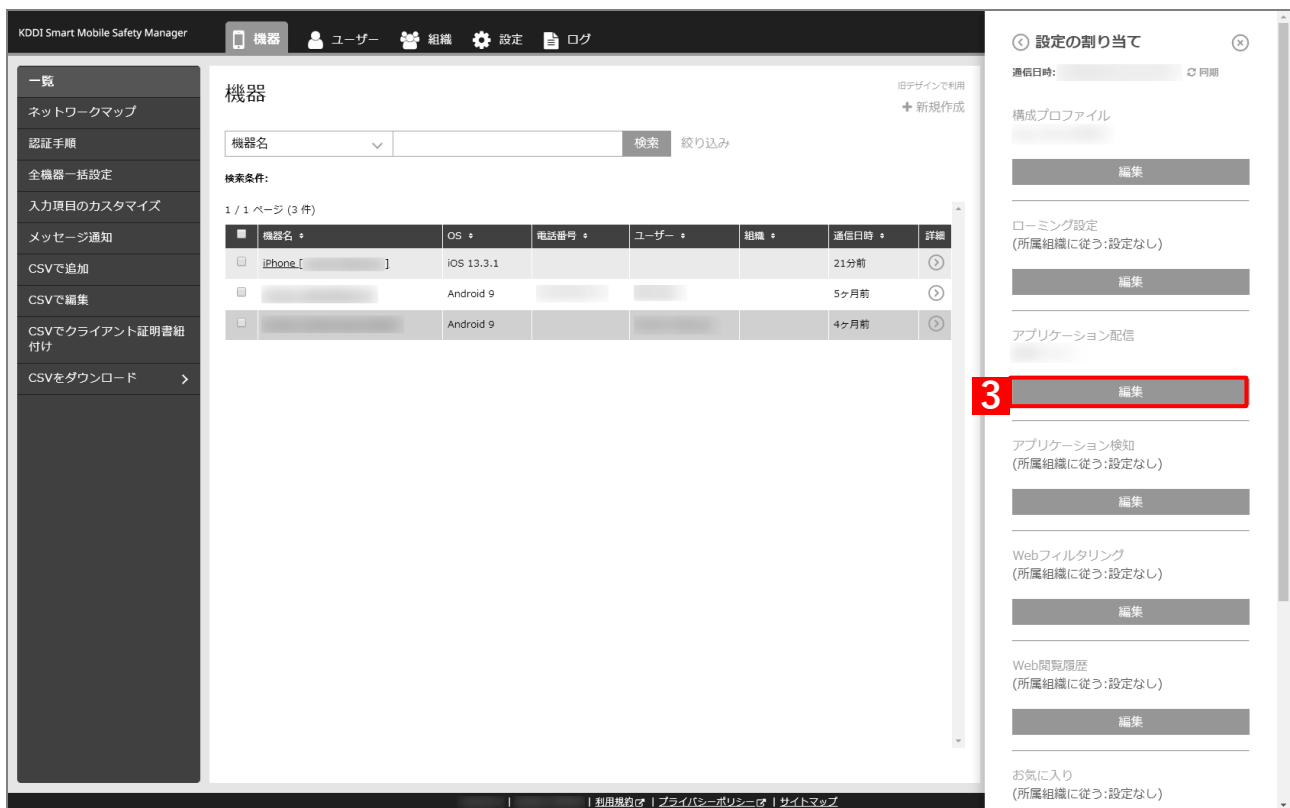 KDDI Smart Mobile Safety Manager
機器
ユーザー
組織
設定
ログ
一覧
ネットワークマップ
認証手順
全機器一括設定
入力項目のカスタマイズ
メッセージ通知
CSVで追加
CSVで編集
CSVでクライアント証明書紐
付け
CSVをダウンロード
機器
旧デザインで利用
新規作成
機器名
検索
絞り込み
検索条件:
1 / 1 ページ (3 件)
機器名 OS 電話番号 ユーザー 組織 通信日時 詳細
iPhone [ ] iOS 13.3.1 21分前
Android 9 5ヶ月前
Android 9 4ヶ月前
設定の割り当て
通信日時: 同期
構成プロファイル
編集
ローミング設定
(所属組織に従う:設定なし)
編集
アプリケーション配信
3 編集
アプリケーション検知
(所属組織に従う:設定なし)
編集
Webフィルタリング
(所属組織に従う:設定なし)
編集
Web閲覧履歴
(所属組織に従う:設定なし)
編集
お気に入り
(所属組織に従う:設定なし)
| | 利用規約 | プライバシーポリシー | サイトマップ